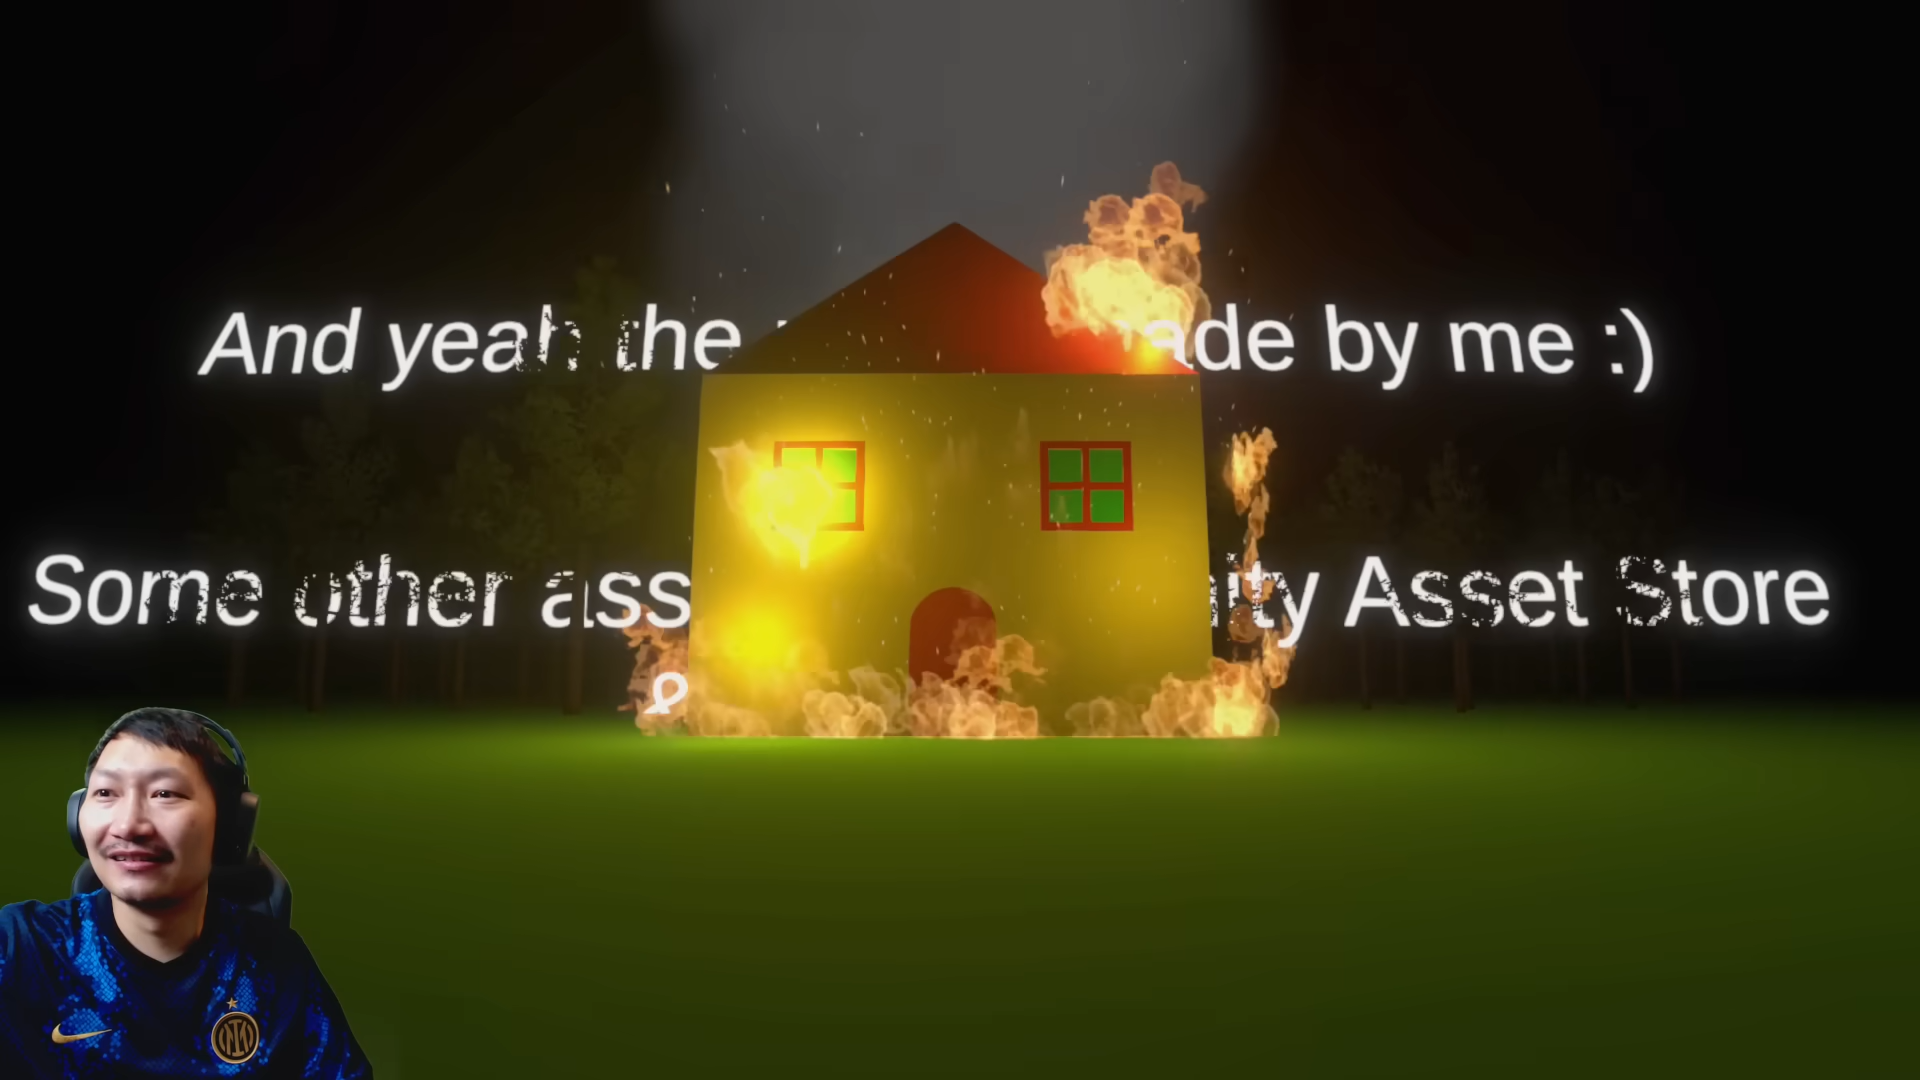 And yeah the ade by me :)
Some other ass ity Asset Store
&